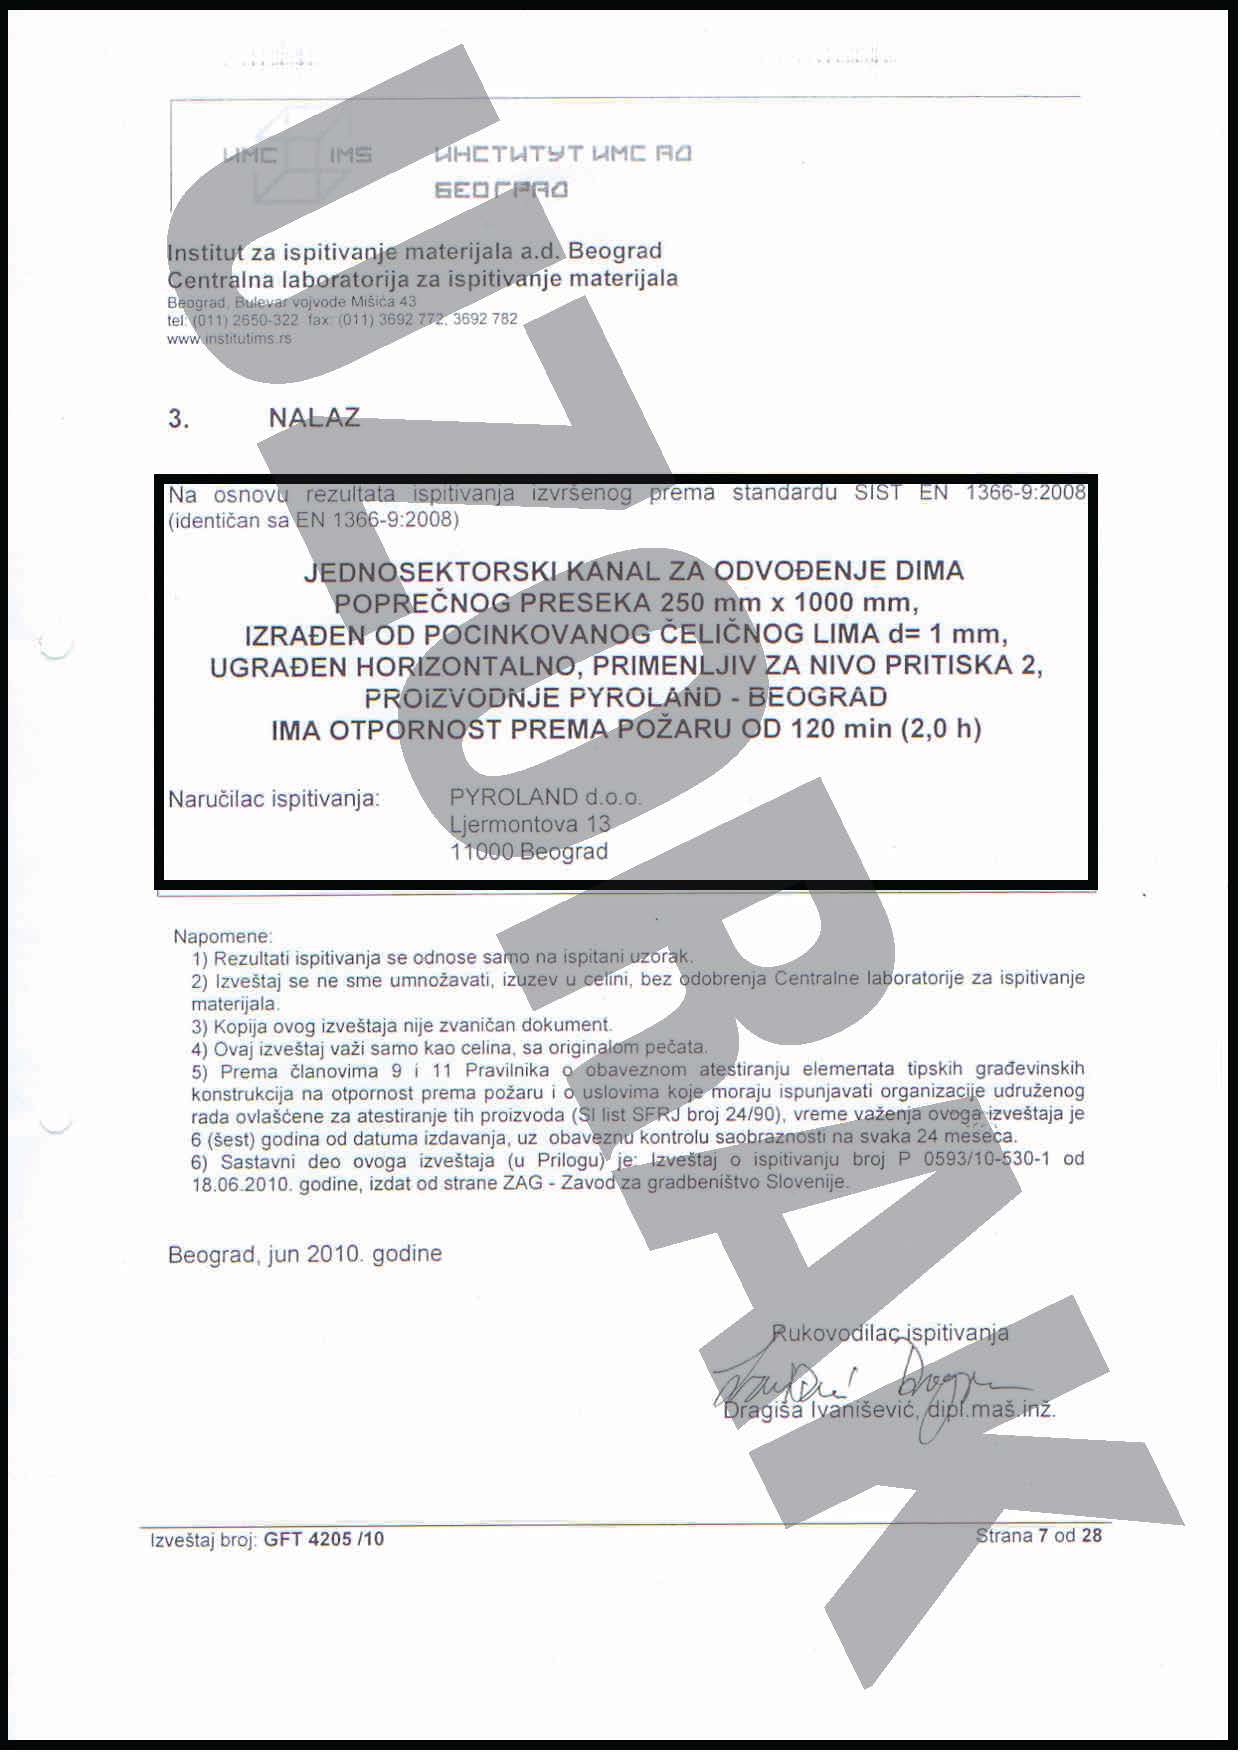 ИМС IMS ИНСТИТУТ ИМС АД
БЕОГРАД
Institut za ispitivanje materijala a.d. Beograd
Centralna laboratorija za ispitivanje materijala
Beograd, Bulevar vojvode Mišića 43
tel: (011) 2650-322 fax: (011) 3692 772, 3692 782
www.institutims.rs
3. NALAZ
Na osnovu rezultata ispitivanja izvršenog prema standardu SIST EN 1366-9:2008
(identičan sa EN 1366-9:2008)
JEDNOSEKTORSKI KANAL ZA ODVOĐENJE DIMA
POPREČNOG PRESEKA 250 mm x 1000 mm,
IZRAĐEN OD POCINKOVANOG ČELIČNOG LIMA d= 1 mm,
UGRAĐEN HORIZONTALNO, PRIMENLJIV ZA NIVO PRITISKA 2,
PROIZVODNJE PYROLAND - BEOGRAD
IMA OTPORNOST PREMA POŽARU OD 120 min (2,0 h)
Naručilac ispitivanja: PYROLAND d.o.o.
Ljermontova 13
11000 Beograd
Napomene:
1) Rezultati ispitivanja se odnose samo na ispitani uzorak.
2) Izveštaj se ne sme umnožavati, izuzev u celini, bez odobrenja Centralne laboratorije za ispitivanje
materijala.
3) Kopija ovog izveštaja nije zvaničan dokument.
4) Ovaj izveštaj važi samo kao celina, sa originalom pečata.
5) Prema članovima 9 i 11 Pravilnika o obaveznom atestiranju elemenata tipskih građevinskih
konstrukcija na otpornost prema požaru i o uslovima koje moraju ispunjavati organizacije udruženog
rada ovlašćene za atestiranje tih proizvoda (Sl list SFRJ broj 24/90), vreme važenja ovoga izveštaja je
6 (šest) godina od datuma izdavanja, uz obaveznu kontrolu saobraznosti na svaka 24 meseca.
6) Sastavni deo ovoga izveštaja (u Prilogu) je: Izveštaj o ispitivanju broj P 0593/10-530-1 od
18.06.2010. godine, izdat od strane ZAG - Zavod za gradbeništvo Slovenije.
Beograd, jun 2010. godine
Rukovodilac ispitivanja
Dragiša Ivanišević, dipl.maš.inž.
Izveštaj broj: GFT 4205 /10 Strana 7 od 28
UZORAK